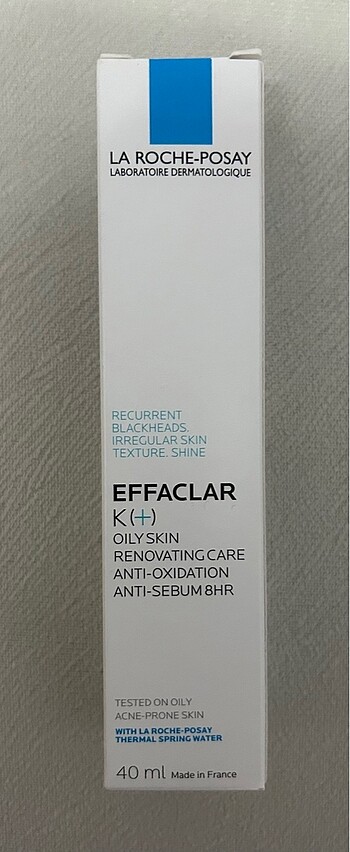 LA ROCHE-POSAY
LABORATOIRE DERMATOLOGIQUE
RECURRENT
BLACKHEADS.
IRREGULAR SKIN
TEXTURE. SHINE
EFFACLAR
K(+)
OILY SKIN
RENOVATING CARE
ANTI-OXIDATION
ANTI-SEBUM 8HR
TESTED ON OILY
ACNE-PRONE SKIN
WITH LA ROCHE-POSAY
THERMAL SPRING WATER
40 ml Made in France